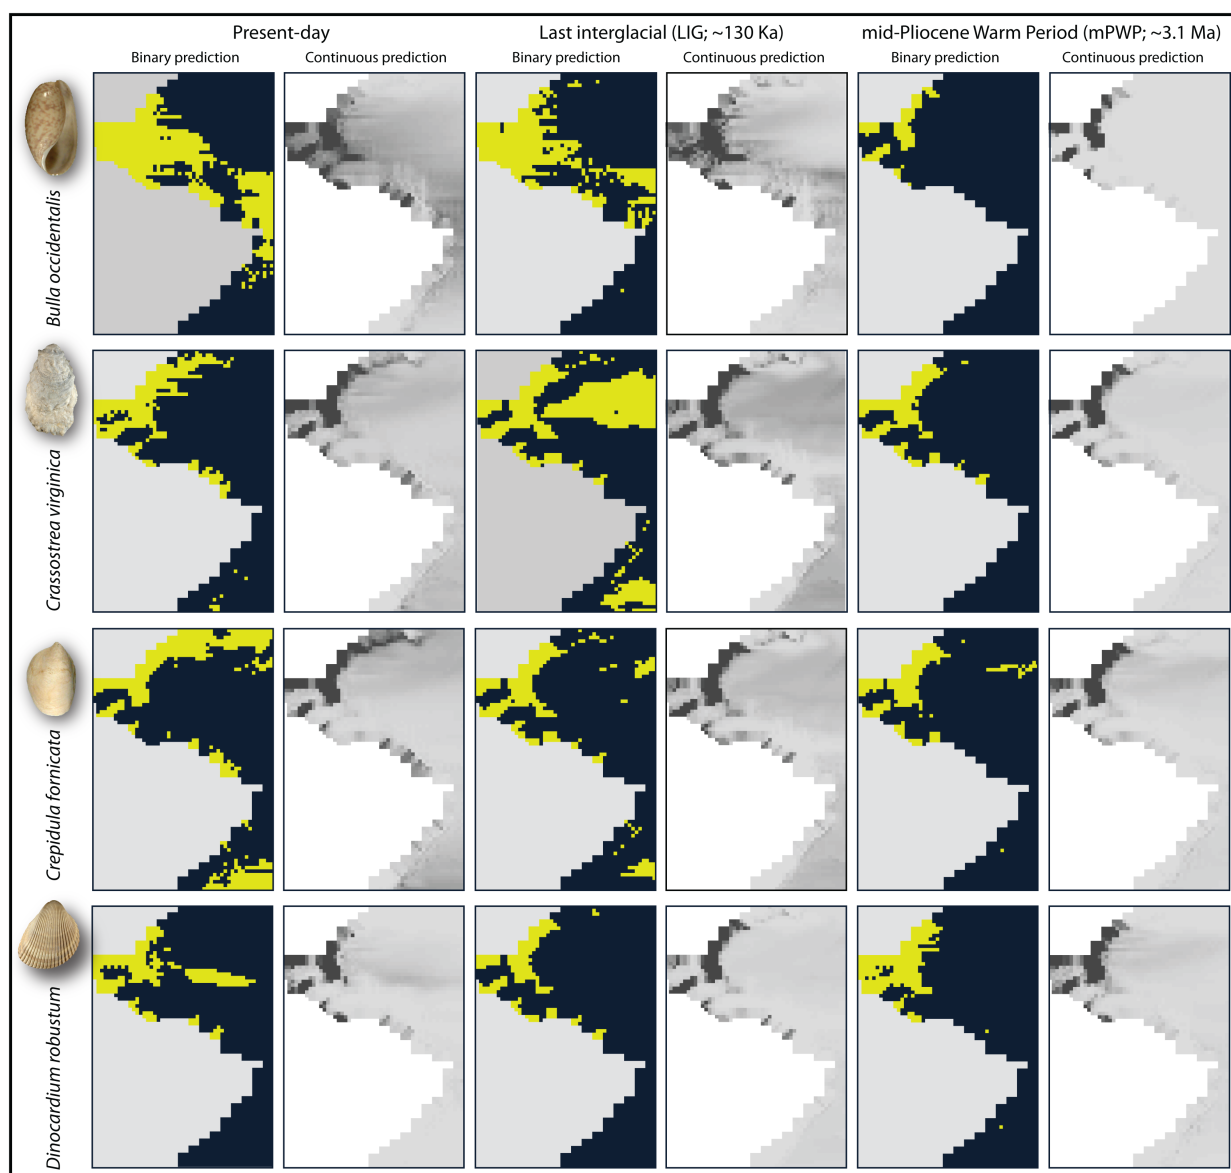 Present-day
Last interglacial (LIG; ~130 Ka)
mid-Pliocene Warm Period (mPWP; ~3.1 Ma)
Binary prediction
Continuous prediction
Binary prediction
Continuous prediction
Binary prediction
Continuous prediction
Bulla occidentalis
Crassostrea virginica
Crepidula fornicata
Dinocardium robustum